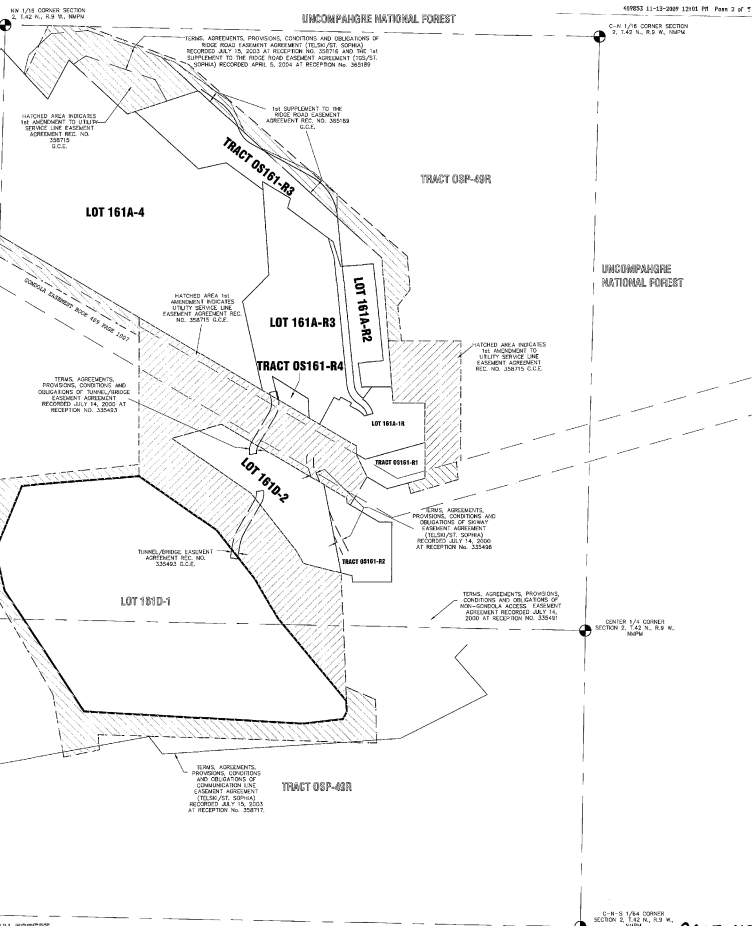 NW 1/16 CORNER SECTION
2, T.42 N., R.9 W., NMPM
UNCOMPAHGRE NATIONAL FOREST
409853 11-13-2009 12:01 PM Page 2 of
C-N 1/16 CORNER SECTION
2, T.42 N., R.9 W., NMPM
TERMS, AGREEMENTS, PROVISIONS, CONDITIONS AND OBLIGATIONS OF
RIDGE ROAD EASEMENT AGREEMENT (TELSKI/ST. SOPHIA)
RECORDED JULY 15, 2003 AT RECEPTION No. 358716 AND THE 1st
SUPPLEMENT TO THE RIDGE ROAD EASEMENT AGREEMENT (TGS/ST.
SOPHIA) RECORDED APRIL 5, 2004 AT RECEPTION No. 365189
HATCHED AREA INDICATES
1st AMENDMENT TO UTILITY
SERVICE LINE EASEMENT
AGREEMENT REC. NO.
358715
G.C.E.
1st SUPPLEMENT TO THE
RIDGE ROAD EASEMENT
AGREEMENT REC. NO. 365189
G.C.E.
TRACT OS161-R3
TRACT OSP-49R
LOT 161A-4
UNCOMPAHGRE
NATIONAL FOREST
GONDOLA EASEMENT BOOK 469 PAGE 1007
HATCHED AREA 1st
AMENDMENT INDICATES
UTILITY SERVICE LINE
EASEMENT AGREEMENT REC.
NO. 358715 G.C.E.
LOT 161A-R3
LOT 161A-R2
HATCHED AREA INDICATES
1st AMENDMENT TO
UTILITY SERVICE LINE
EASEMENT AGREEMENT
REC. NO. 358715 G.C.E.
TRACT OS161-R4
TERMS, AGREEMENTS,
PROVISIONS, CONDITIONS AND
OBLIGATIONS OF TUNNEL/BRIDGE
EASEMENT AGREEMENT
RECORDED JULY 14, 2000 AT
RECEPTION NO. 335493
LOT 161A-1R
TRACT OS161-R1
LOT 161D-2
TERMS, AGREEMENTS,
PROVISIONS, CONDITIONS AND
OBLIGATIONS OF SKIWAY
EASEMENT AGREEMENT
(TELSKI/ST. SOPHIA)
RECORDED JULY 14, 2000
AT RECEPTION No. 335496
TUNNEL/BRIDGE EASEMENT
AGREEMENT REC. NO.
335493 G.C.E.
TRACT OS161-R2
LOT 161D-1
TERMS, AGREEMENTS, PROVISIONS,
CONDITIONS AND OBLIGATIONS OF
NON-GONDOLA ACCESS EASEMENT
AGREEMENT RECORDED JULY 14,
2000 AT RECEPTION NO. 335491
CENTER 1/4 CORNER
SECTION 2, T.42 N., R.9 W.,
NMPM
TERMS, AGREEMENTS,
PROVISIONS, CONDITIONS
AND OBLIGATIONS OF
COMMUNICATION LINE
EASEMENT AGREEMENT
(TELSKI/ST. SOPHIA)
RECORDED JULY 15, 2003
AT RECEPTION No. 358717.
TRACT OSP-49R
C-N-S 1/64 CORNER
SECTION 2, T.42 N., R.9 W.,
NMPM